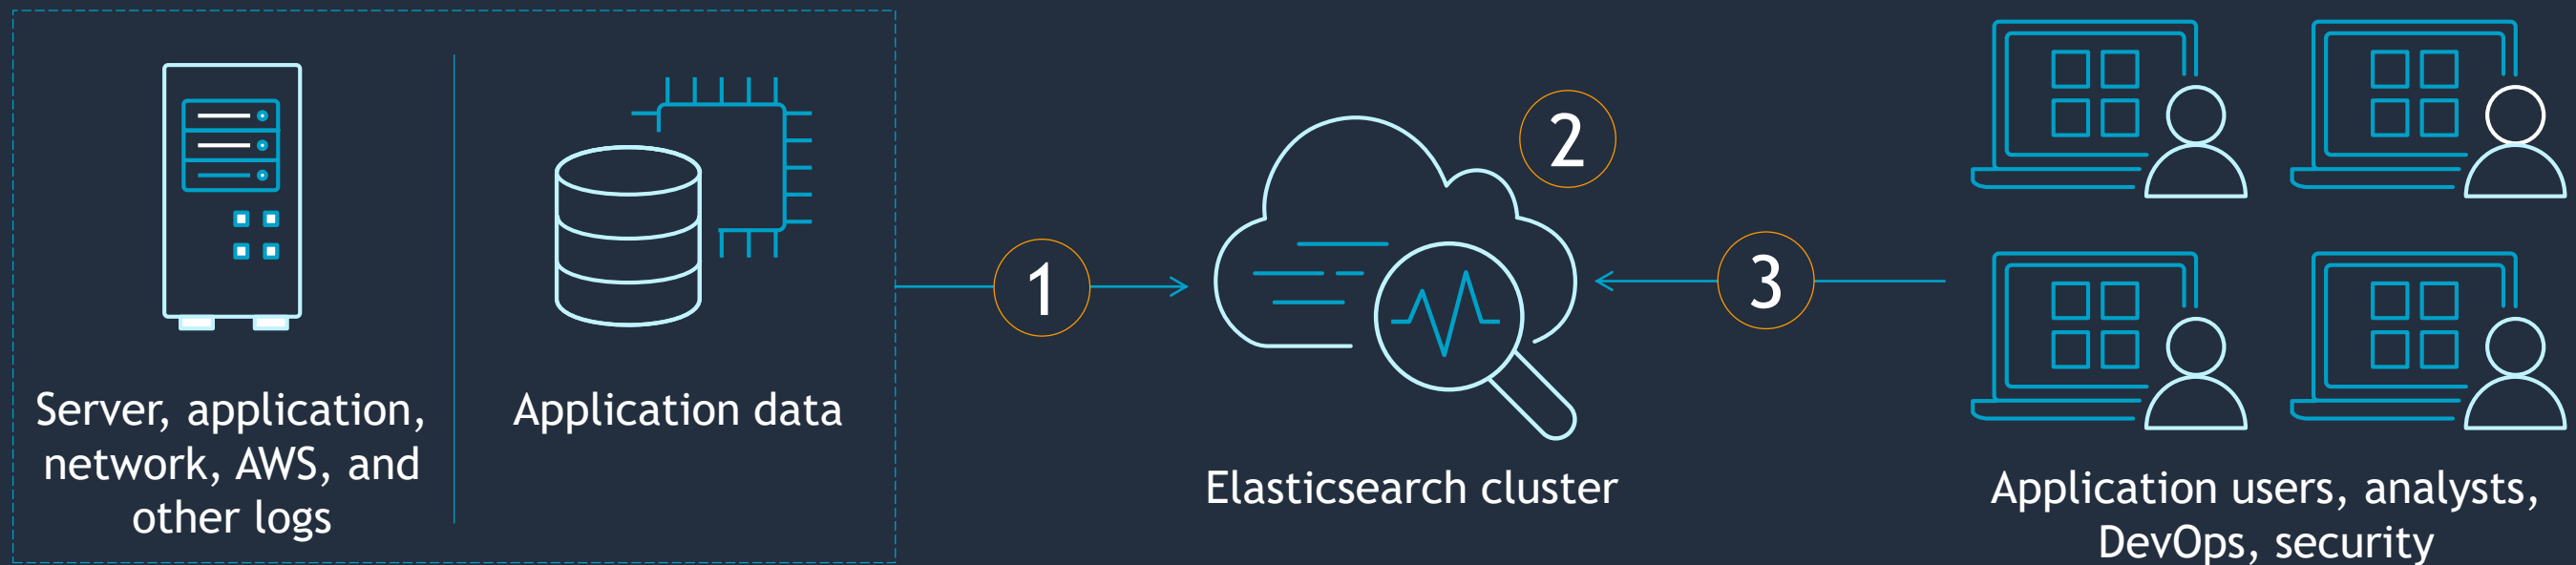 Server, application,
network, AWS, and
other logs
Application data
1
Elasticsearch cluster
2
3
Application users, analysts,
DevOps, security